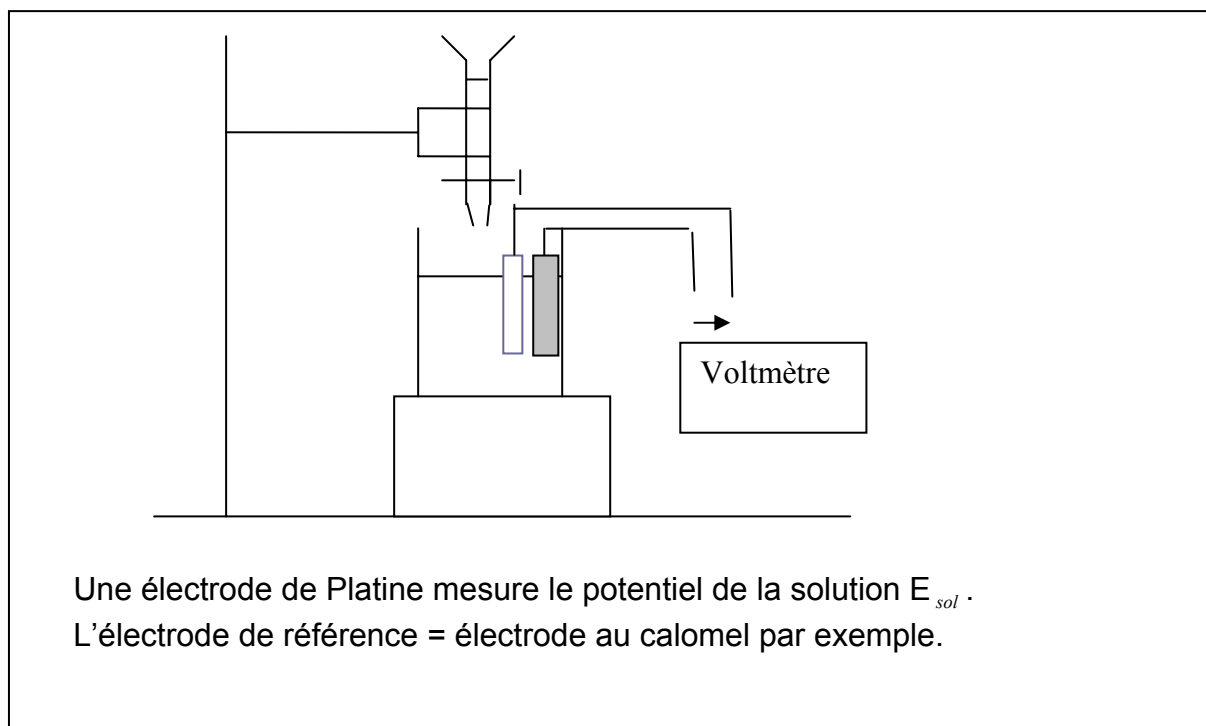 Voltmètre
Une électrode de Platine mesure le potentiel de la solution E sol .
L'électrode de référence = électrode au calomel par exemple.